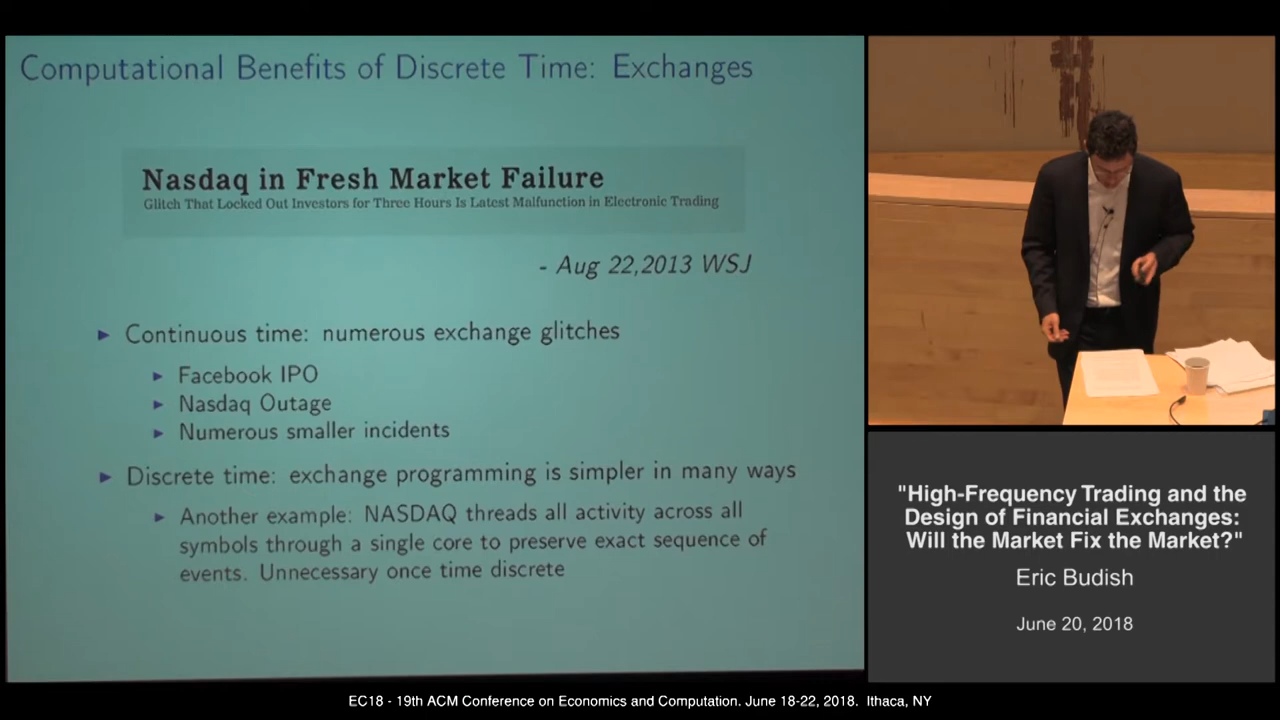 Computational Benefits of Discrete Time: Exchanges
Nasdaq in Fresh Market Failure
Glitch That Locked Out Investors for Three Hours Is Latest Malfunction in Electronic Trading
- Aug 22,2013 WSJ
Continuous time: numerous exchange glitches
Facebook IPO
Nasdaq Outage
Numerous smaller incidents
Discrete time: exchange programming is simpler in many ways
Another example: NASDAQ threads all activity across all
symbols through a single core to preserve exact sequence of
events. Unnecessary once time discrete
"High-Frequency Trading and the
Design of Financial Exchanges:
Will the Market Fix the Market?"
Eric Budish
June 20, 2018
EC18 - 19th ACM Conference on Economics and Computation. June 18-22, 2018. Ithaca, NY